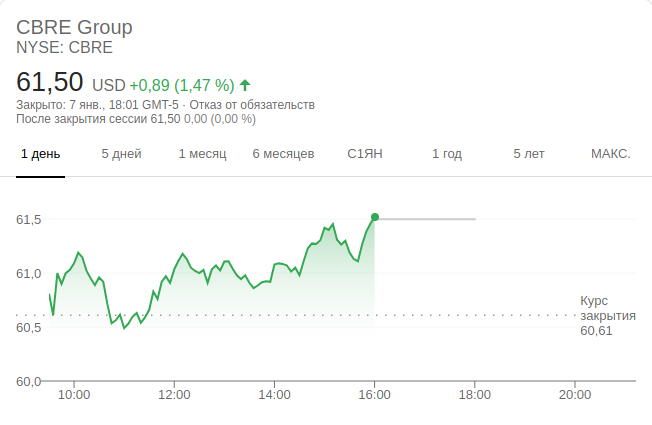 CBRE Group
NYSE: CBRE
61,50 USD +0,89 (1,47 %)
Закрыто: 7 янв., 18:01 GMT-5 · Отказ от обязательств
После закрытия сессии 61,50 0,00 (0,00 %)
1 день 5 дней 1 месяц 6 месяцев С1ЯН 1 год 5 лет МАКС.
61,5
61,0
60,5
60,0
Курс
закрытия
60,61
10:00 12:00 14:00 16:00 18:00 20:00